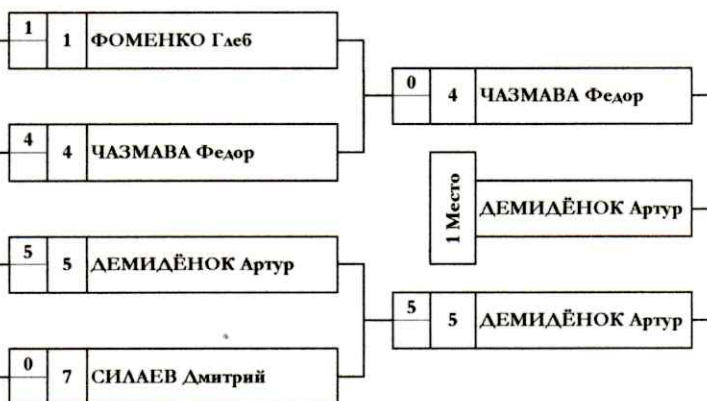 1 1 ФОМЕНКО Глеб
4 4 ЧАЗМАВА Федор
5 5 ДЕМИДЁНОК Артур
0 7 СИЛАЕВ Дмитрий
0 4 ЧАЗМАВА Федор
1 Место
ДЕМИДЁНОК Артур
5 5 ДЕМИДЁНОК Артур